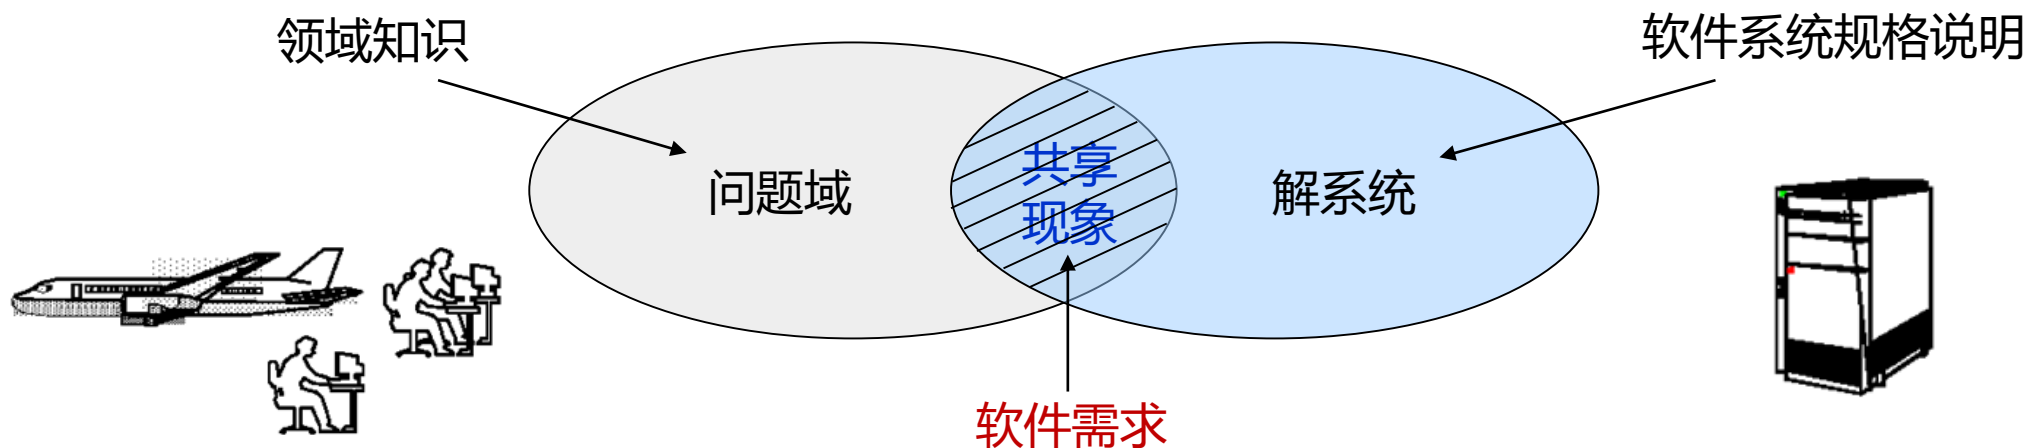 领域知识
软件系统规格说明
问题域
共享
现象
解系统
软件需求